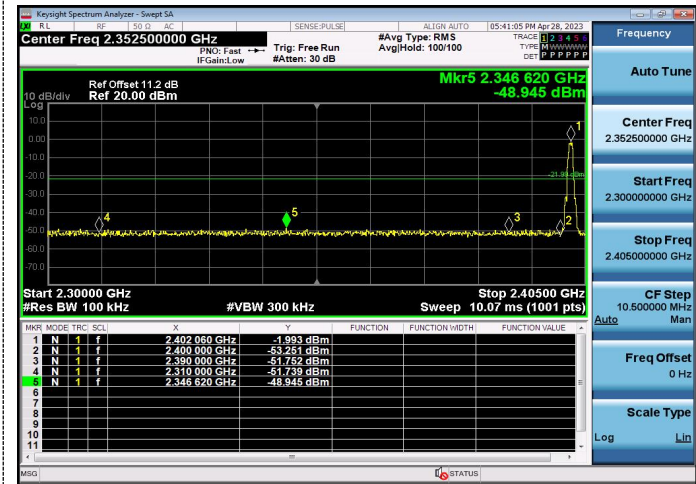 Keysight Spectrum Analyzer - Swept SA
RL RF 50 Ω AC SENSE:PULSE ALIGN AUTO 05:41:05 PM Apr 28, 2023
Center Freq 2.352500000 GHz #Avg Type: RMS TRACE 1 2 3 4 5 6
PNO: Fast Trig: Free Run Avg|Hold: 100/100 TYPE M W W W W W
IFGain:Low #Atten: 30 dB DET P P P P P P
Mkr5 2.346 620 GHz
-48.945 dBm
Ref Offset 11.2 dB
10 dB/div Ref 20.00 dBm
Log
10.0
0.00
-10.0
-20.0
-30.0
-40.0
-50.0
-60.0
-70.0
-21.99 dBm
1
2
3
4
5
Start 2.30000 GHz Stop 2.40500 GHz
#Res BW 100 kHz #VBW 300 kHz Sweep 10.07 ms (1001 pts)
MKR MODE TRC SCL X Y FUNCTION FUNCTION WIDTH FUNCTION VALUE
1 N 1 f 2.402 060 GHz -1.993 dBm
2 N 1 f 2.400 000 GHz -53.251 dBm
3 N 1 f 2.390 000 GHz -51.752 dBm
4 N 1 f 2.310 000 GHz -51.739 dBm
5 N 1 f 2.346 620 GHz -48.945 dBm
6
7
8
9
10
11
MSG STATUS
Frequency
Auto Tune
Center Freq
2.352500000 GHz
Start Freq
2.300000000 GHz
Stop Freq
2.405000000 GHz
CF Step
10.500000 MHz
Auto Man
Freq Offset
0 Hz
Scale Type
Log Lin